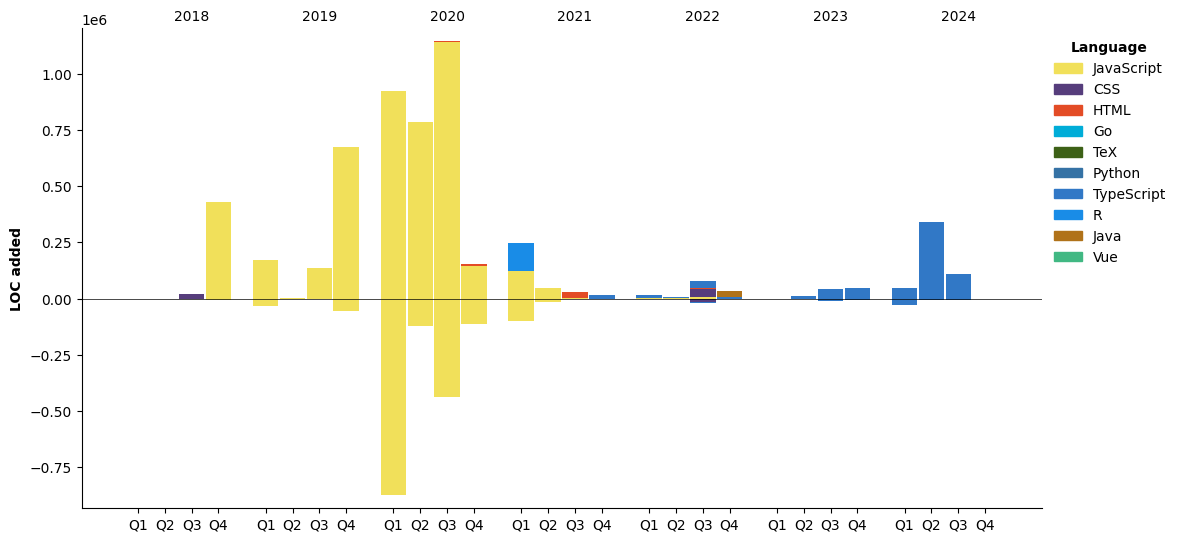 2018 2019 2020 2021 2022 2023 2024
1e6
Language
JavaScript
CSS
HTML
Go
TeX
Python
TypeScript
R
Java
Vue
LOC added
1.00
0.75
0.50
0.25
0.00
−0.25
−0.50
−0.75
Q1 Q2 Q3 Q4 Q1 Q2 Q3 Q4 Q1 Q2 Q3 Q4 Q1 Q2 Q3 Q4 Q1 Q2 Q3 Q4 Q1 Q2 Q3 Q4 Q1 Q2 Q3 Q4